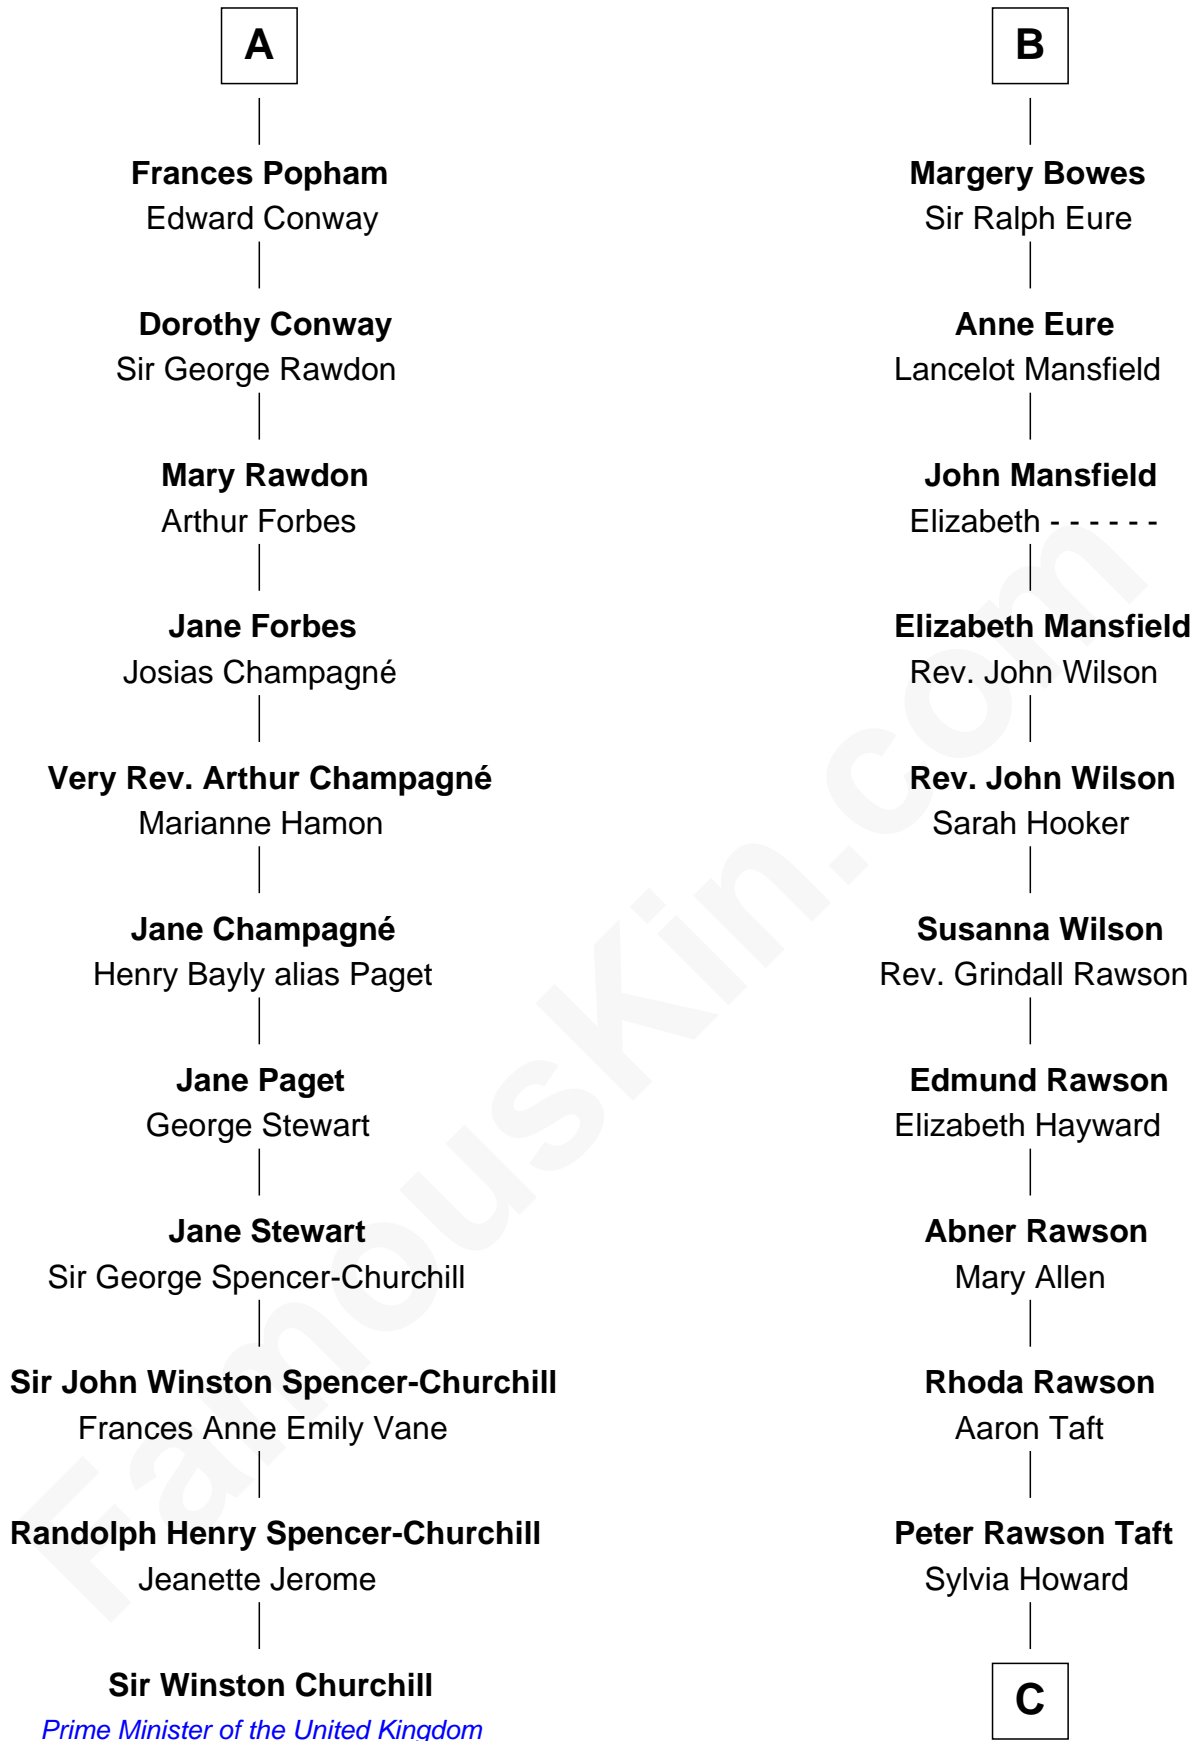 A
Frances Popham
Edward Conway
Dorothy Conway
Sir George Rawdon
Mary Rawdon
Arthur Forbes
Jane Forbes
Josias Champagné
Very Rev. Arthur Champagné
Marianne Hamon
Jane Champagné
Henry Bayly alias Paget
Jane Paget
George Stewart
Jane Stewart
Sir George Spencer-Churchill
Sir John Winston Spencer-Churchill
Frances Anne Emily Vane
Randolph Henry Spencer-Churchill
Jeanette Jerome
Sir Winston Churchill
Prime Minister of the United Kingdom
B
Margery Bowes
Sir Ralph Eure
Anne Eure
Lancelot Mansfield
John Mansfield
Elizabeth - - - - - -
Elizabeth Mansfield
Rev. John Wilson
Rev. John Wilson
Sarah Hooker
Susanna Wilson
Rev. Grindall Rawson
Edmund Rawson
Elizabeth Hayward
Abner Rawson
Mary Allen
Rhoda Rawson
Aaron Taft
Peter Rawson Taft
Sylvia Howard
C
FamousKin.com